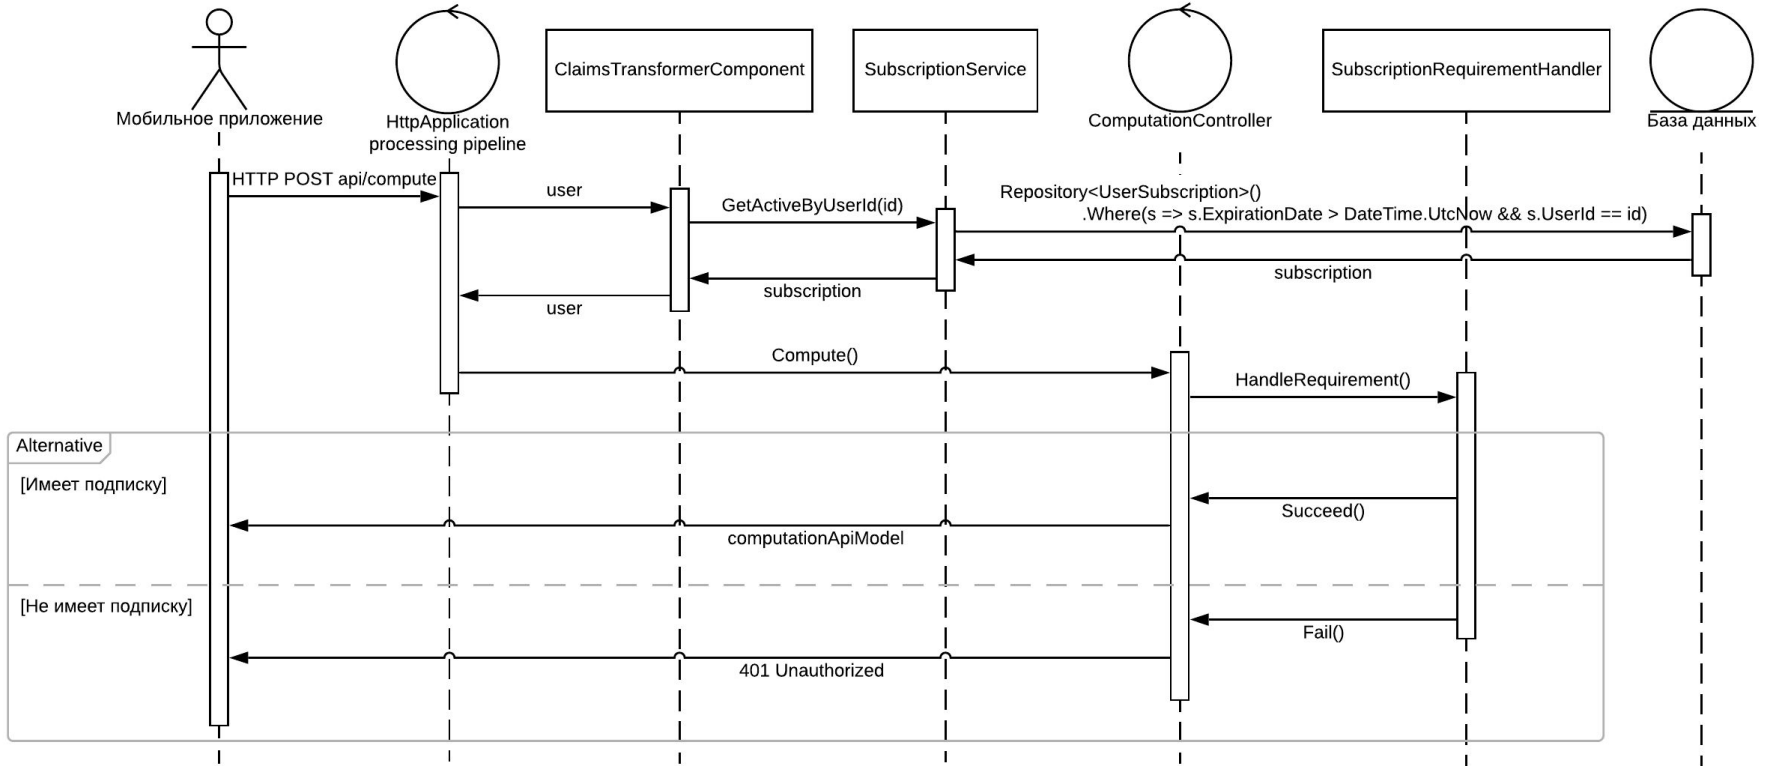 Мобильное приложение
HttpApplication
processing pipeline
ClaimsTransformerComponent
SubscriptionService
ComputationController
SubscriptionRequirementHandler
База данных
HTTP POST api/compute
user
GetActiveByUserId(id)
Repository<UserSubscription>()
.Where(s => s.ExpirationDate > DateTime.UtcNow && s.UserId == id)
subscription
subscription
user
Compute()
HandleRequirement()
Alternative
[Имеет подписку]
Succeed()
computationApiModel
[Не имеет подписку]
Fail()
401 Unauthorized